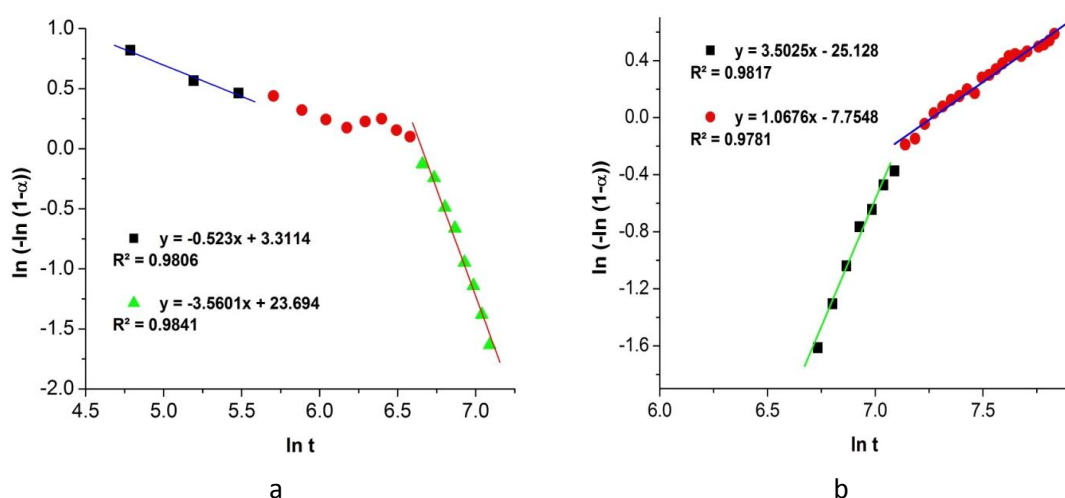 1.0
0.5
0.0
-0.5
-1.0
-1.5
-2.0
ln (-ln (1-α))
y = -0.523x + 3.3114
R² = 0.9806
y = -3.5601x + 23.694
R² = 0.9841
4.5 5.0 5.5 6.0 6.5 7.0
ln t
a
0.4
0.0
-0.4
-0.8
-1.2
-1.6
ln (-ln (1-α))
y = 3.5025x - 25.128
R² = 0.9817
y = 1.0676x - 7.7548
R² = 0.9781
6.0 6.5 7.0 7.5
ln t
b